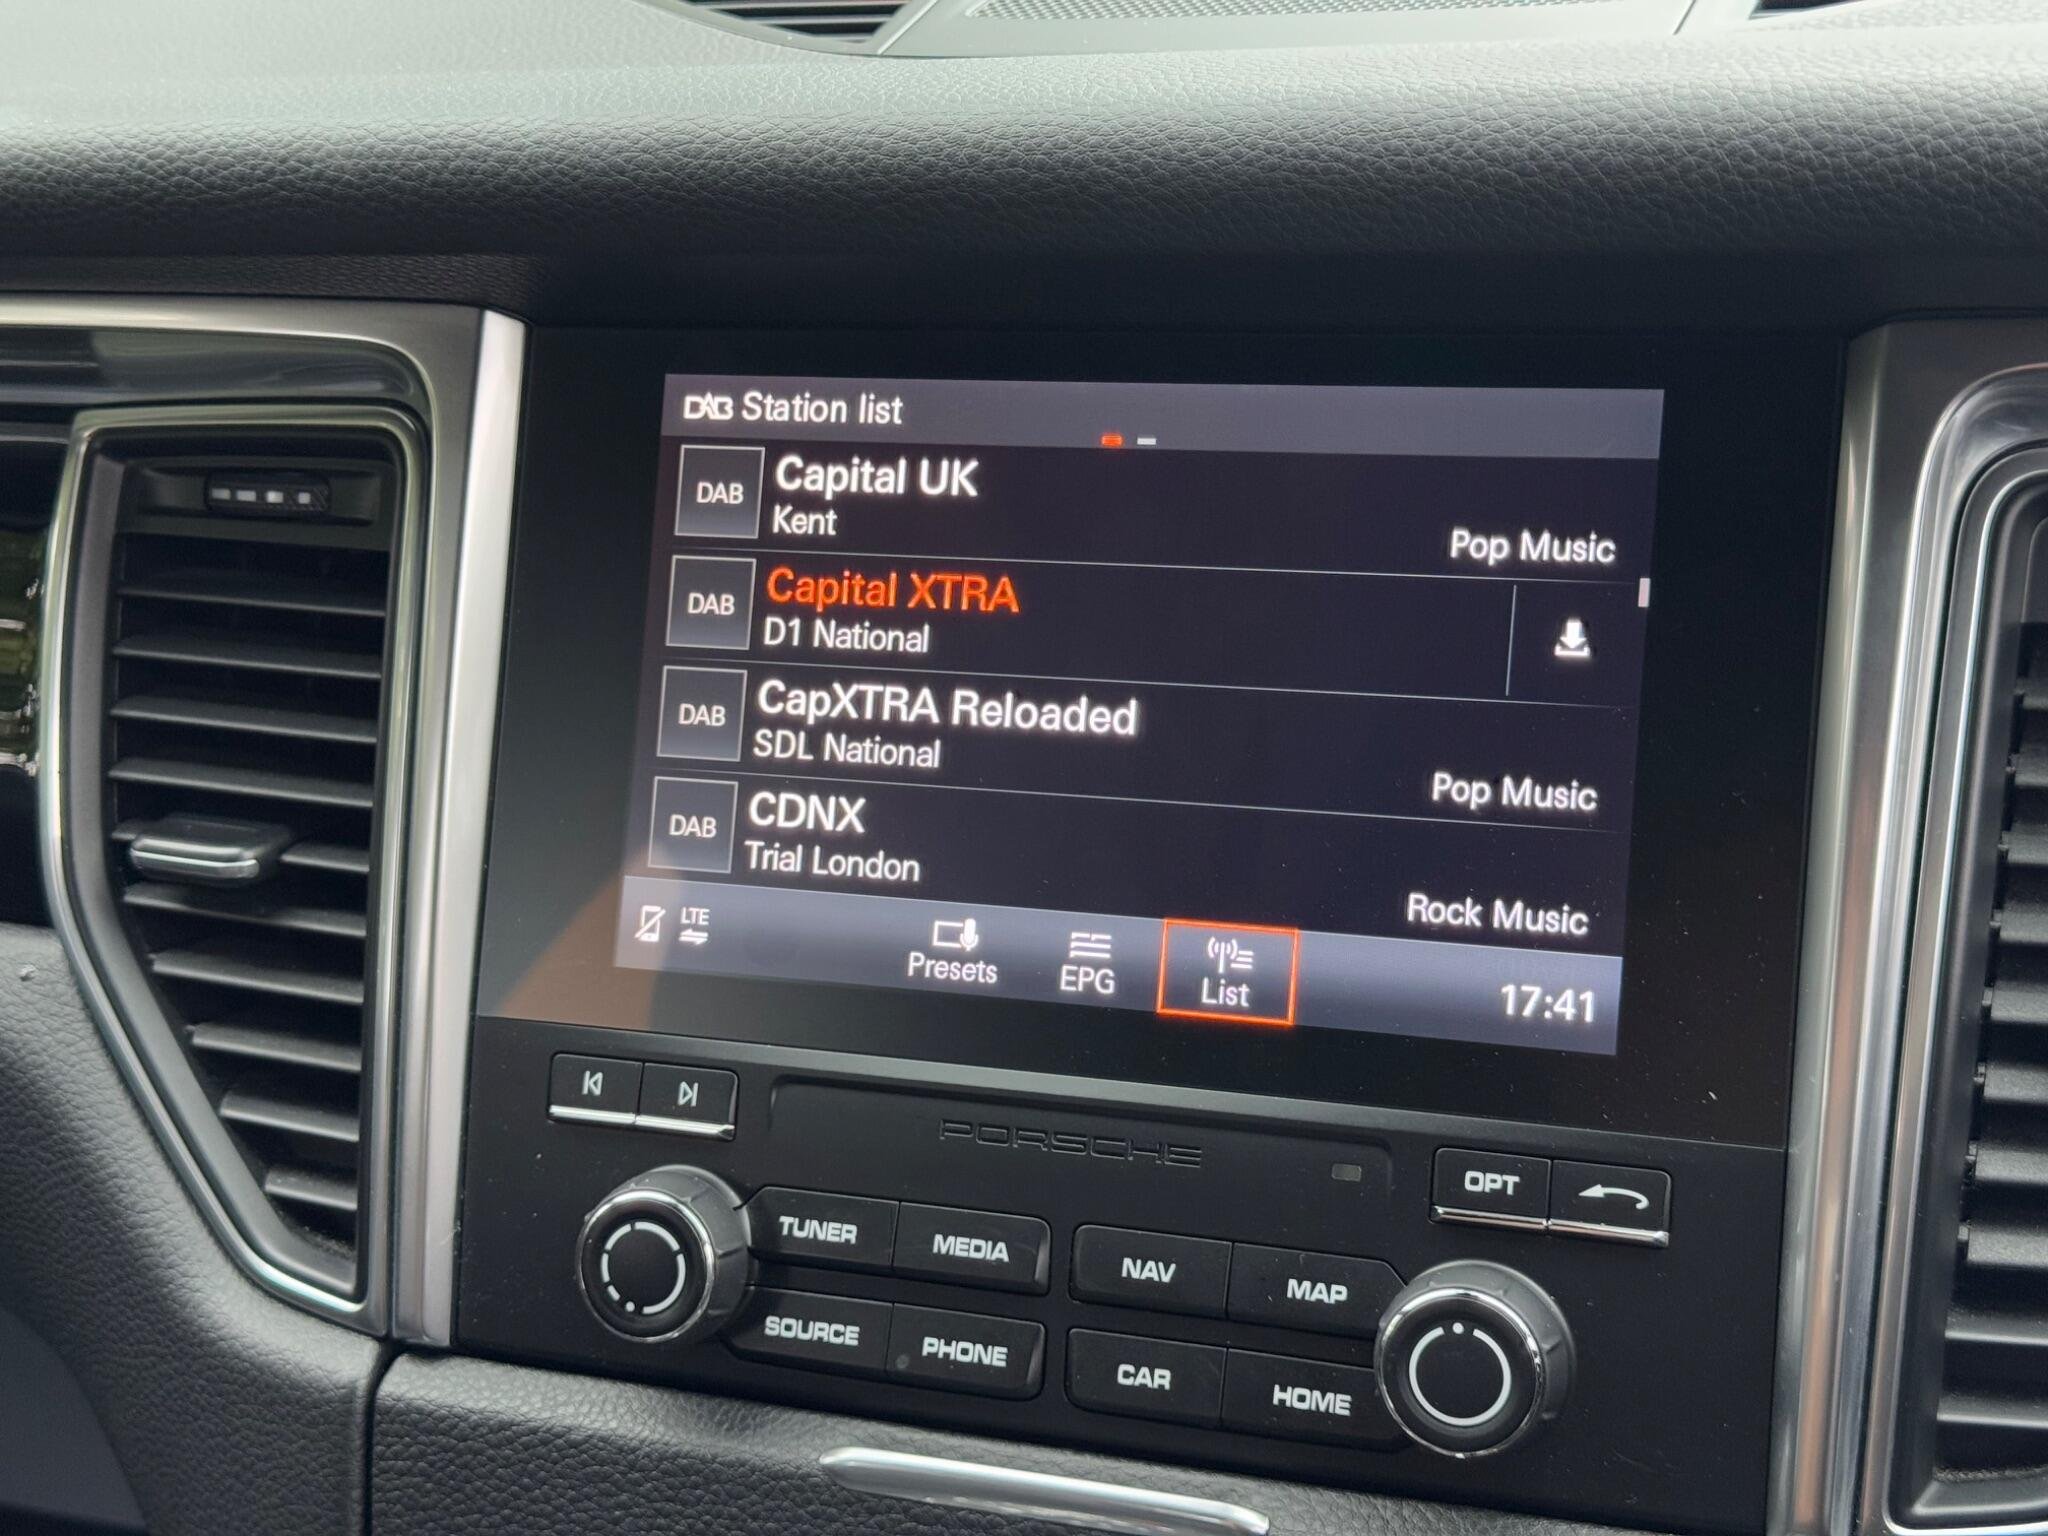 DAB Station list
DAB
Capital UK
Kent
Pop Music
DAB
Capital XTRA
D1 National
DAB
CapXTRA Reloaded
SDL National
Pop Music
DAB
CDNX
Trial London
Rock Music
LTE
Presets
EPG
List
17:41
PORSCHE
OPT
TUNER
MEDIA
NAV
MAP
SOURCE
PHONE
CAR
HOME